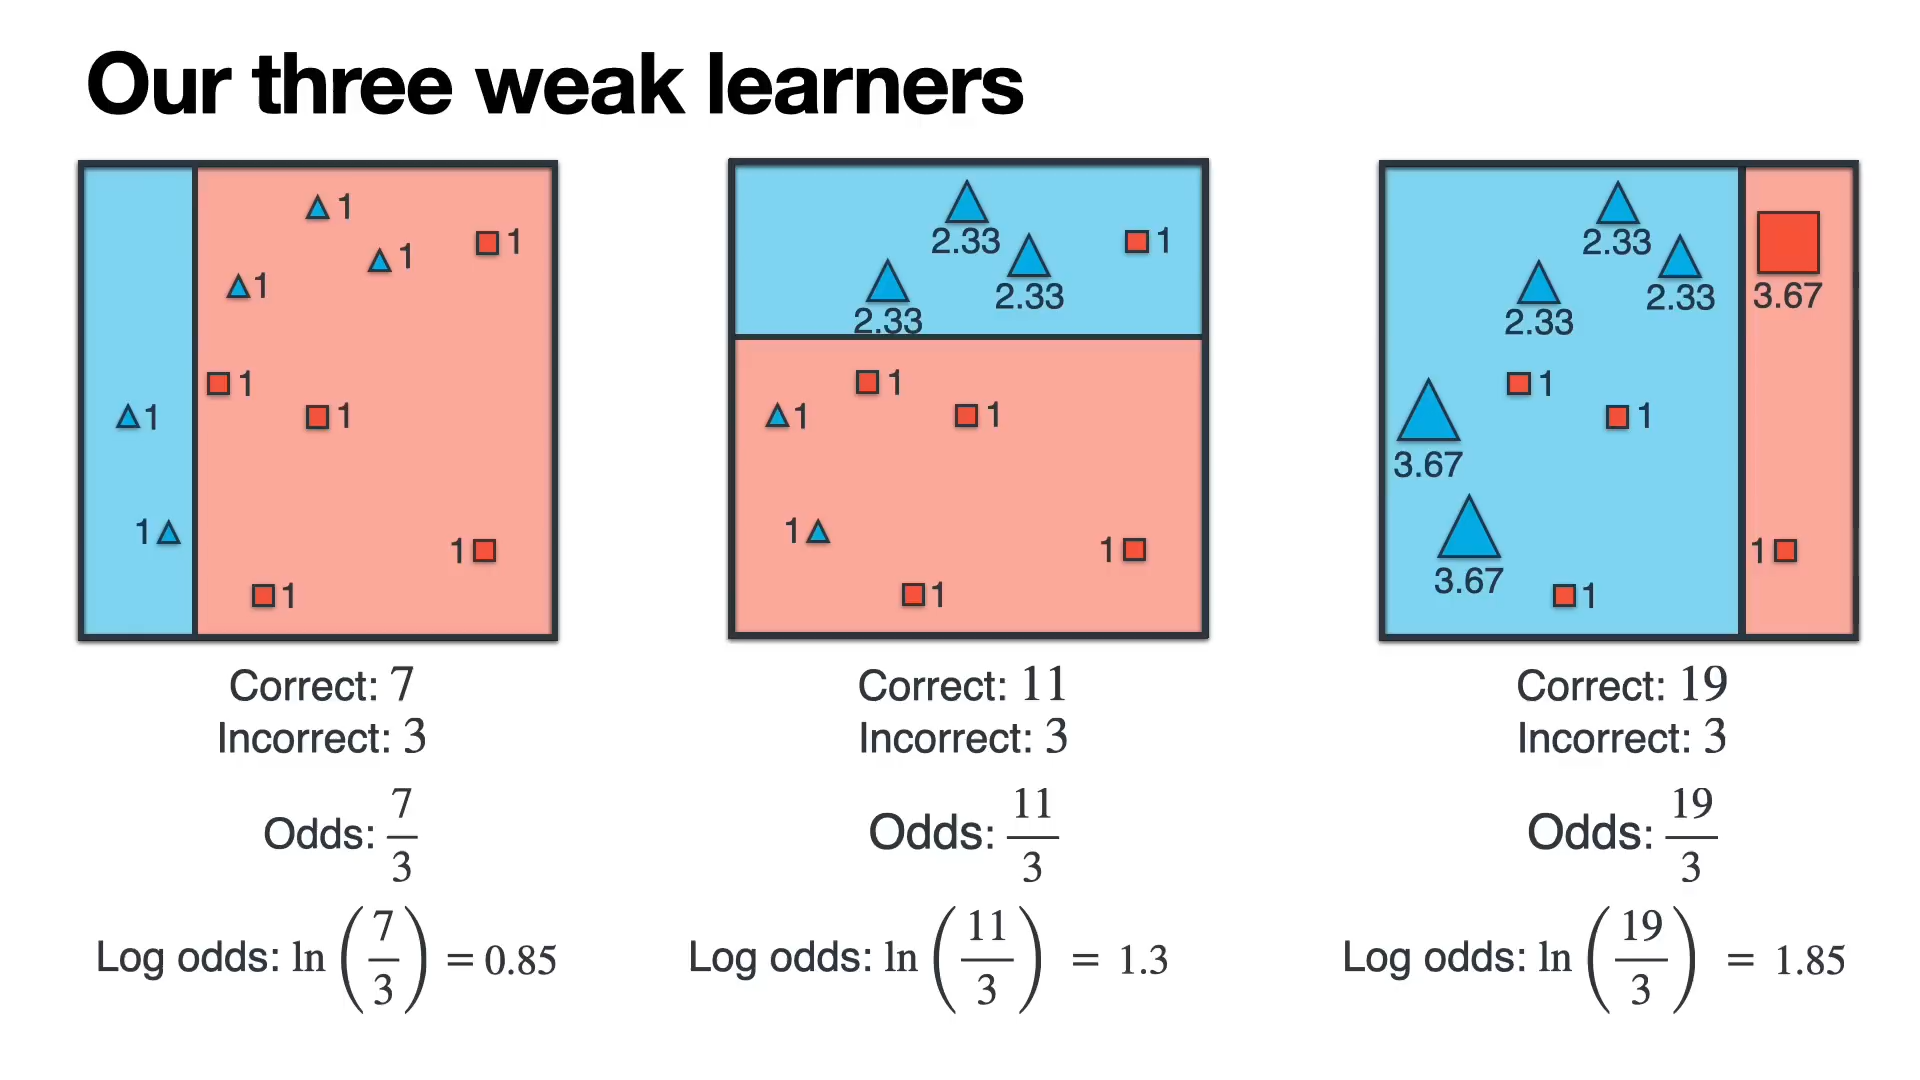 Our three weak learners
1
1
1
1
1
1
1
1
1
1
2.33
2.33
2.33
1
1
1
1
1
1
1
2.33
2.33
2.33
3.67
1
1
3.67
3.67
1
1
Correct: 7
Incorrect: 3
Odds: 7/3
Log odds: ln(7/3) = 0.85
Correct: 11
Incorrect: 3
Odds: 11/3
Log odds: ln(11/3) = 1.3
Correct: 19
Incorrect: 3
Odds: 19/3
Log odds: ln(19/3) = 1.85